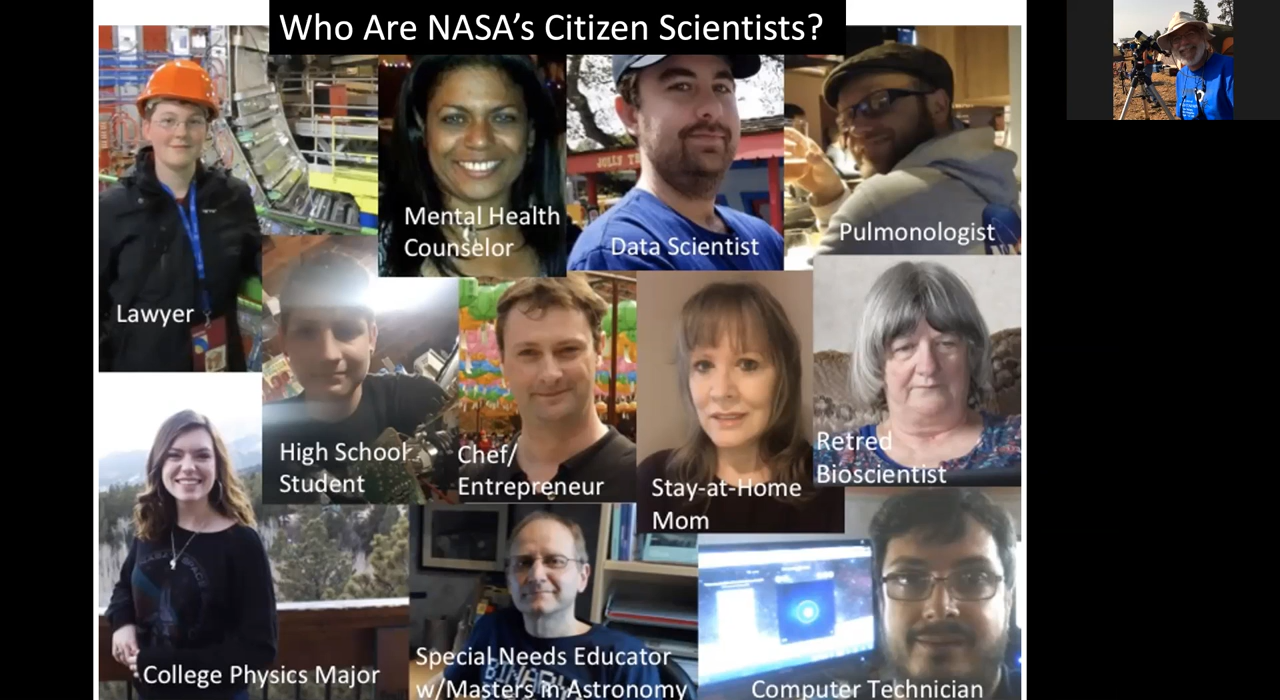 Who Are NASA's Citizen Scientists?
Lawyer
Mental Health
Counselor
JOLLY
Data Scientist
Pulmonologist
High School
Student
Chef/
Entrepreneur
Stay-at-Home
Mom
Retred
Bioscientist
College Physics Major
Special Needs Educator
w/Masters in Astronomy
Computer Technician